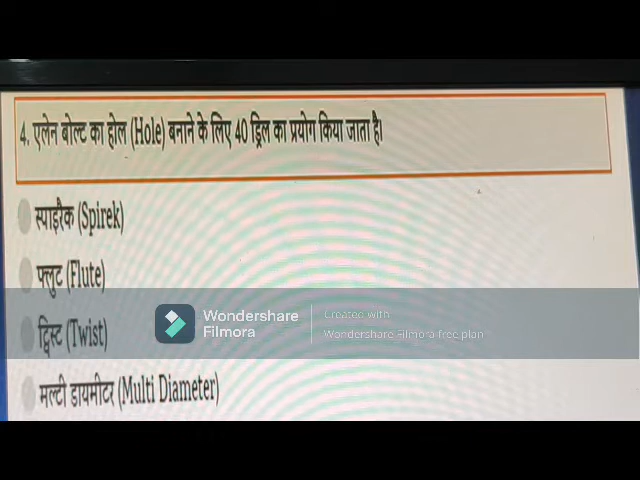 4. एलेन बोल्ट का होल (Hole) बनाने के लिए 40 ड्रिल का प्रयोग किया जाता है।
स्पाइरैक (Spirek)
फ्लुट (Flute)
ट्विस्ट (Twist)
मल्टी डायमीटर (Multi Diameter)
Wondershare
Filmora
Created with
Wondershare Filmora free plan